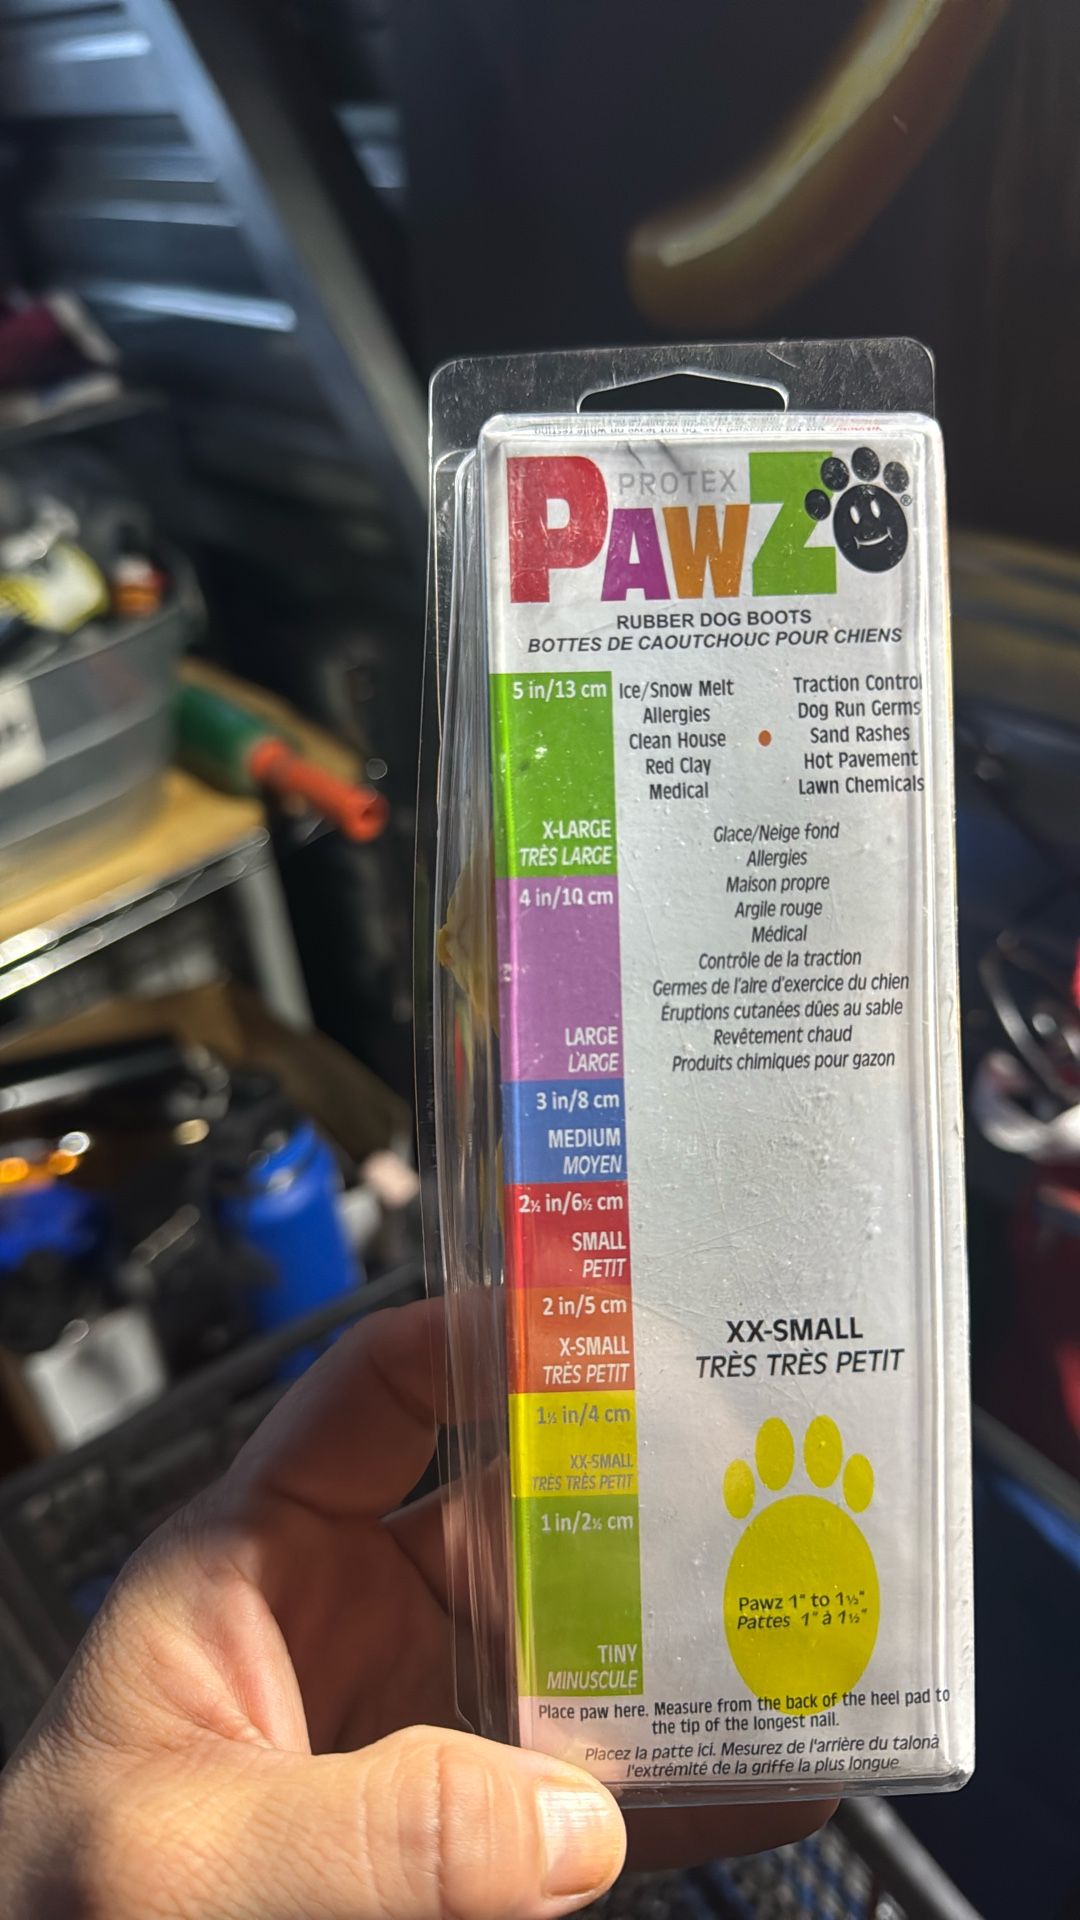 PROTEX
PAWZ®
RUBBER DOG BOOTS
BOTTES DE CAOUTCHOUC POUR CHIENS
5 in/13 cm
X-LARGE
TRÈS LARGE
4 in/10 cm
LARGE
LARGE
3 in/8 cm
MEDIUM
MOYEN
2½ in/6½ cm
SMALL
PETIT
2 in/5 cm
X-SMALL
TRÈS PETIT
1½ in/4 cm
XX-SMALL
TRÈS TRÈS PETIT
1 in/2½ cm
TINY
MINUSCULE
Ice/Snow Melt
Allergies
Clean House
Red Clay
Medical
Traction Control
Dog Run Germs
Sand Rashes
Hot Pavement
Lawn Chemicals
Glace/Neige fond
Allergies
Maison propre
Argile rouge
Médical
Contrôle de la traction
Germes de l'aire d'exercice du chien
Éruptions cutanées dûes au sable
Revêtement chaud
Produits chimiques pour gazon
XX-SMALL
TRÈS TRÈS PETIT
Pawz 1" to 1½"
Pattes 1" à 1½"
Place paw here. Measure from the back of the heel pad to
the tip of the longest nail.
Placez la patte ici. Mesurez de l'arrière du talonà
l'extrémité de la griffe la plus longue